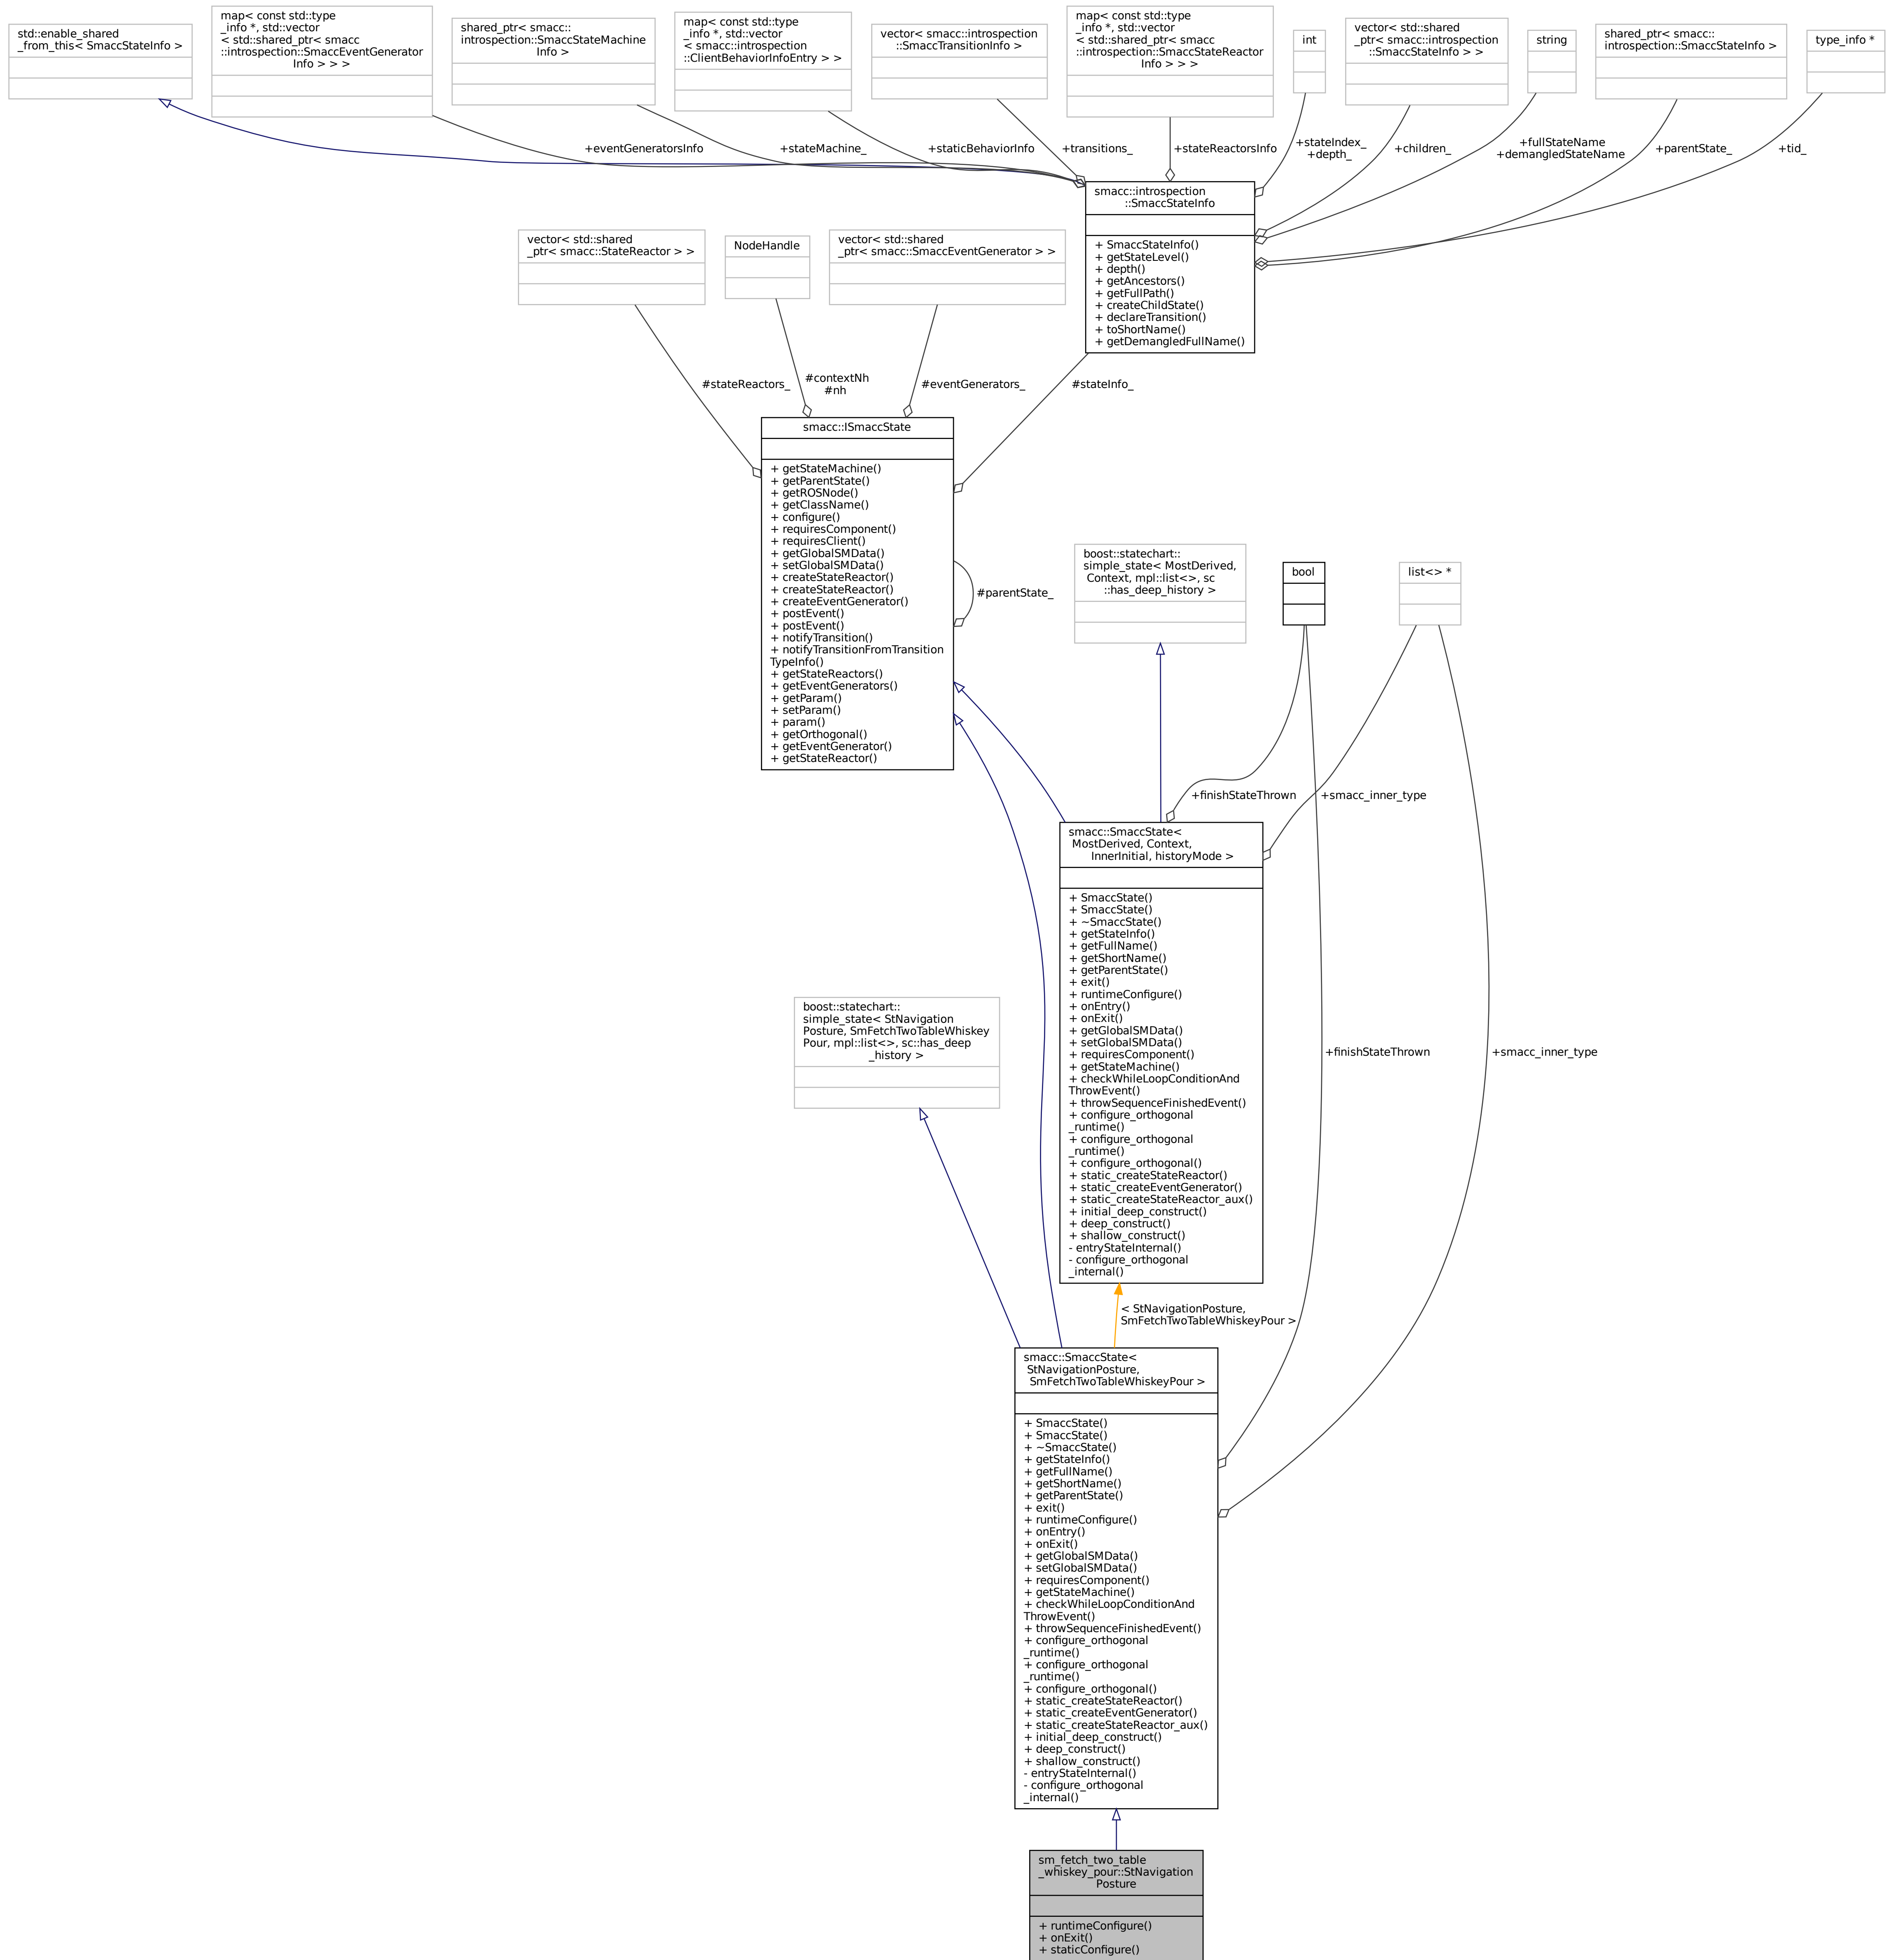 std::enable_shared
_from_this< SmaccStateInfo >
map< const std::type
_info *, std::vector
< std::shared_ptr< smacc
::introspection::SmaccEventGenerator
Info > > >
shared_ptr< smacc::
introspection::SmaccStateMachine
Info >
map< const std::type
_info *, std::vector
< smacc::introspection
::ClientBehaviorInfoEntry > >
vector< smacc::introspection
::SmaccTransitionInfo >
map< const std::type
_info *, std::vector
< std::shared_ptr< smacc
::introspection::SmaccStateReactor
Info > > >
int
vector< std::shared
_ptr< smacc::introspection
::SmaccStateInfo > >
string
shared_ptr< smacc::
introspection::SmaccStateInfo >
type_info *
+eventGeneratorsInfo
+stateMachine_
+staticBehaviorInfo
+transitions_
+stateReactorsInfo
+stateIndex_
+depth_
+children_
+fullStateName
+demangledStateName
+parentState_
+tid_
smacc::introspection
::SmaccStateInfo
+ SmaccStateInfo()
+ getStateLevel()
+ depth()
+ getAncestors()
+ getFullPath()
+ createChildState()
+ declareTransition()
+ toShortName()
+ getDemangledFullName()
vector< std::shared
_ptr< smacc::StateReactor > >
NodeHandle
vector< std::shared
_ptr< smacc::SmaccEventGenerator > >
#stateReactors_
#contextNh
#nh
#eventGenerators_
#stateInfo_
smacc::ISmaccState
+ getStateMachine()
+ getParentState()
+ getROSNode()
+ getClassName()
+ configure()
+ requiresComponent()
+ requiresClient()
+ getGlobalSMData()
+ setGlobalSMData()
+ createStateReactor()
+ createStateReactor()
+ createEventGenerator()
+ postEvent()
+ postEvent()
+ notifyTransition()
+ notifyTransitionFromTransition
TypeInfo()
+ getStateReactors()
+ getEventGenerators()
+ getParam()
+ setParam()
+ param()
+ getOrthogonal()
+ getEventGenerator()
+ getStateReactor()
#parentState_
boost::statechart::
simple_state< MostDerived,
Context, mpl::list<>, sc
::has_deep_history >
bool
list<> *
+finishStateThrown
+smacc_inner_type
smacc::SmaccState<
MostDerived, Context,
InnerInitial, historyMode >
+ SmaccState()
+ SmaccState()
+ ~SmaccState()
+ getStateInfo()
+ getFullName()
+ getShortName()
+ getParentState()
+ exit()
+ runtimeConfigure()
+ onEntry()
+ onExit()
+ getGlobalSMData()
+ setGlobalSMData()
+ requiresComponent()
+ getStateMachine()
+ checkWhileLoopConditionAnd
ThrowEvent()
+ throwSequenceFinishedEvent()
+ configure_orthogonal
_runtime()
+ configure_orthogonal
_runtime()
+ configure_orthogonal()
+ static_createStateReactor()
+ static_createEventGenerator()
+ static_createStateReactor_aux()
+ initial_deep_construct()
+ deep_construct()
+ shallow_construct()
- entryStateInternal()
- configure_orthogonal
_internal()
boost::statechart::
simple_state< StNavigation
Posture, SmFetchTwoTableWhiskey
Pour, mpl::list<>, sc::has_deep
_history >
+finishStateThrown
+smacc_inner_type
< StNavigationPosture,
SmFetchTwoTableWhiskeyPour >
smacc::SmaccState<
StNavigationPosture,
SmFetchTwoTableWhiskeyPour >
+ SmaccState()
+ SmaccState()
+ ~SmaccState()
+ getStateInfo()
+ getFullName()
+ getShortName()
+ getParentState()
+ exit()
+ runtimeConfigure()
+ onEntry()
+ onExit()
+ getGlobalSMData()
+ setGlobalSMData()
+ requiresComponent()
+ getStateMachine()
+ checkWhileLoopConditionAnd
ThrowEvent()
+ throwSequenceFinishedEvent()
+ configure_orthogonal
_runtime()
+ configure_orthogonal
_runtime()
+ configure_orthogonal()
+ static_createStateReactor()
+ static_createEventGenerator()
+ static_createStateReactor_aux()
+ initial_deep_construct()
+ deep_construct()
+ shallow_construct()
- entryStateInternal()
- configure_orthogonal
_internal()
sm_fetch_two_table
_whiskey_pour::StNavigation
Posture
+ runtimeConfigure()
+ onExit()
+ staticConfigure()